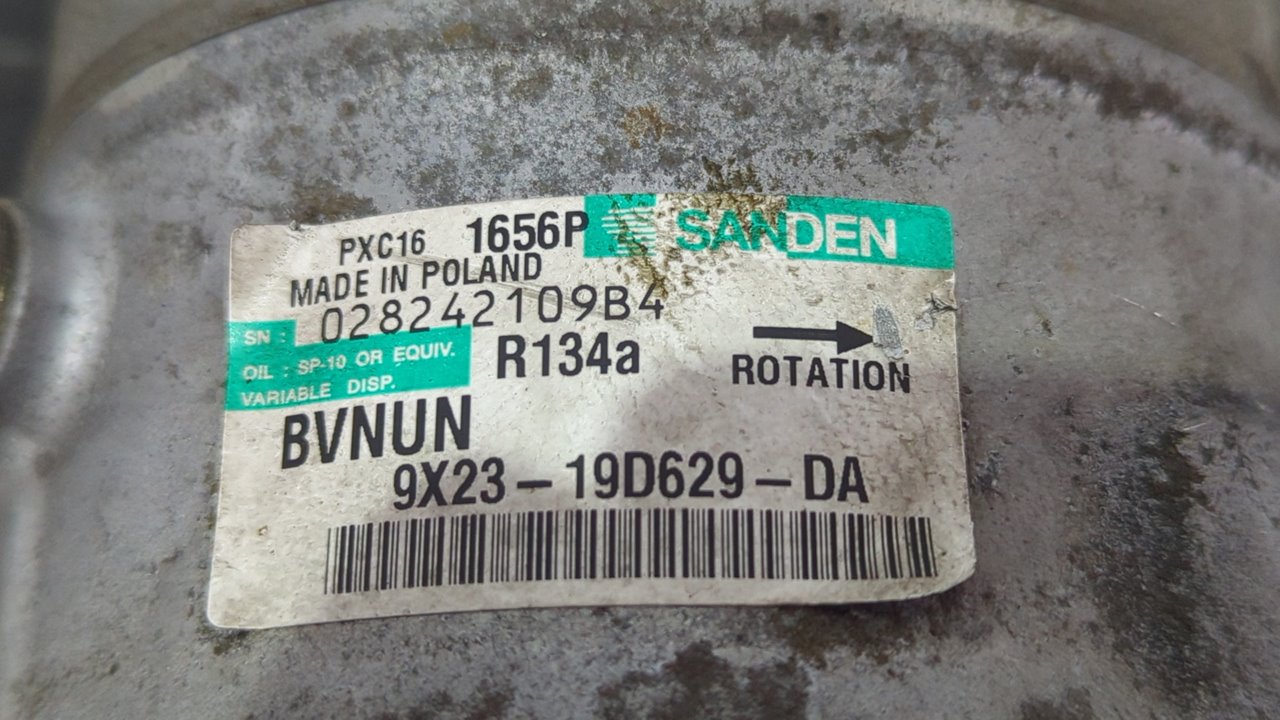 PXC16 1656P SANDEN
MADE IN POLAND
SN : 028242109B4
OIL : SP-10 OR EQUIV.
VARIABLE DISP.
R134a
ROTATION
BVNUN
9X23-19D629-DA